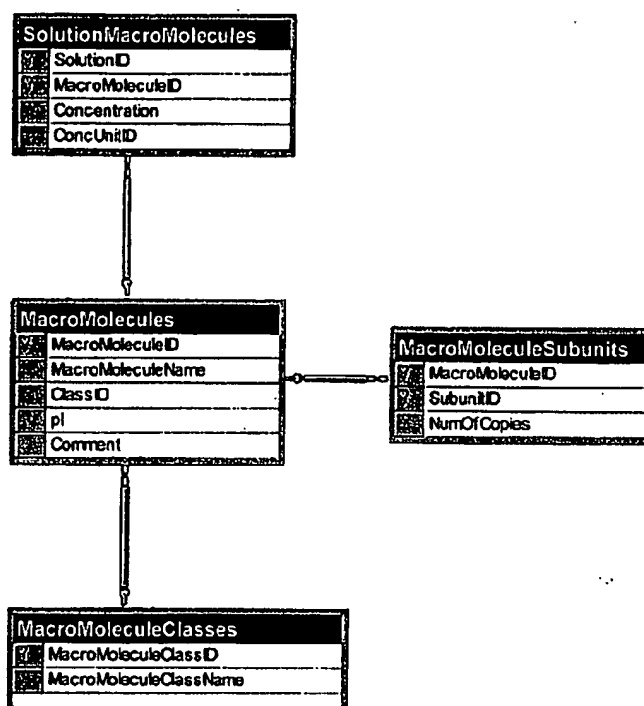 SolutionMacroMolecules
SolutionID
MacroMoleculeID
Concentration
ConcUnitID
MacroMolecules
MacroMoleculeID
MacroMoleculeName
ClassID
pI
Comment
MacroMoleculeSubunits
MacroMoleculeID
SubunitID
NumOfCopies
MacroMoleculeClasses
MacroMoleculeClassID
MacroMoleculeClassName